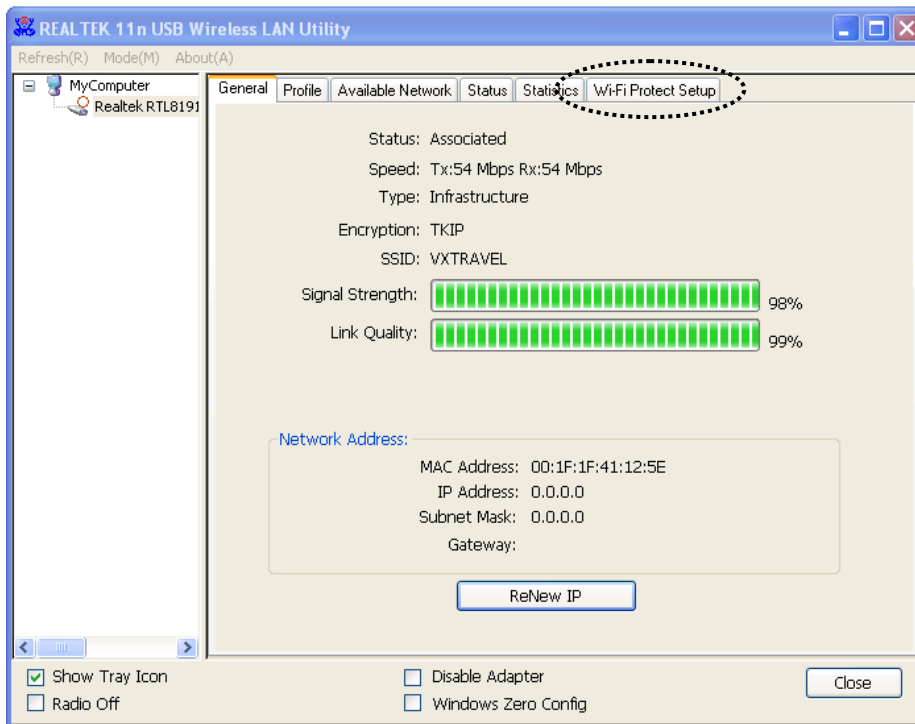 REALTEK 11n USB Wireless LAN Utility
Refresh(R) Mode(M) About(A)
MyComputer
Realtek RTL8191
General Profile Available Network Status Statistics Wi-Fi Protect Setup
Status: Associated
Speed: Tx:54 Mbps Rx:54 Mbps
Type: Infrastructure
Encryption: TKIP
SSID: VXTRAVEL
Signal Strength: 98%
Link Quality: 99%
Network Address:
MAC Address: 00:1F:1F:41:12:5E
IP Address: 0.0.0.0
Subnet Mask: 0.0.0.0
Gateway:
ReNew IP
Show Tray Icon Disable Adapter
Radio Off Windows Zero Config
Close